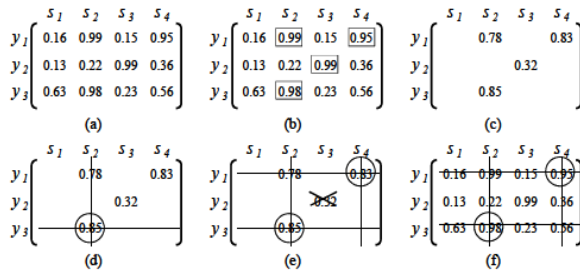 s1 s2 s3 s4
y1 0.16 0.99 0.15 0.95
y2 0.13 0.22 0.99 0.36
y3 0.63 0.98 0.23 0.56
(a)
s1 s2 s3 s4
y1 0.16 0.99 0.15 0.95
y2 0.13 0.22 0.99 0.36
y3 0.63 0.98 0.23 0.56
(b)
s1 s2 s3 s4
y1 0.78 0.83
y2 0.32
y3 0.85
(c)
s1 s2 s3 s4
y1 0.78 0.83
y2 0.32
y3 0.85
(d)
s1 s2 s3 s4
y1 0.78 0.83
y2 0.32
y3 0.85
(e)
s1 s2 s3 s4
y1 0.16 0.99 0.15 0.95
y2 0.13 0.22 0.99 0.36
y3 0.63 0.98 0.23 0.56
(f)